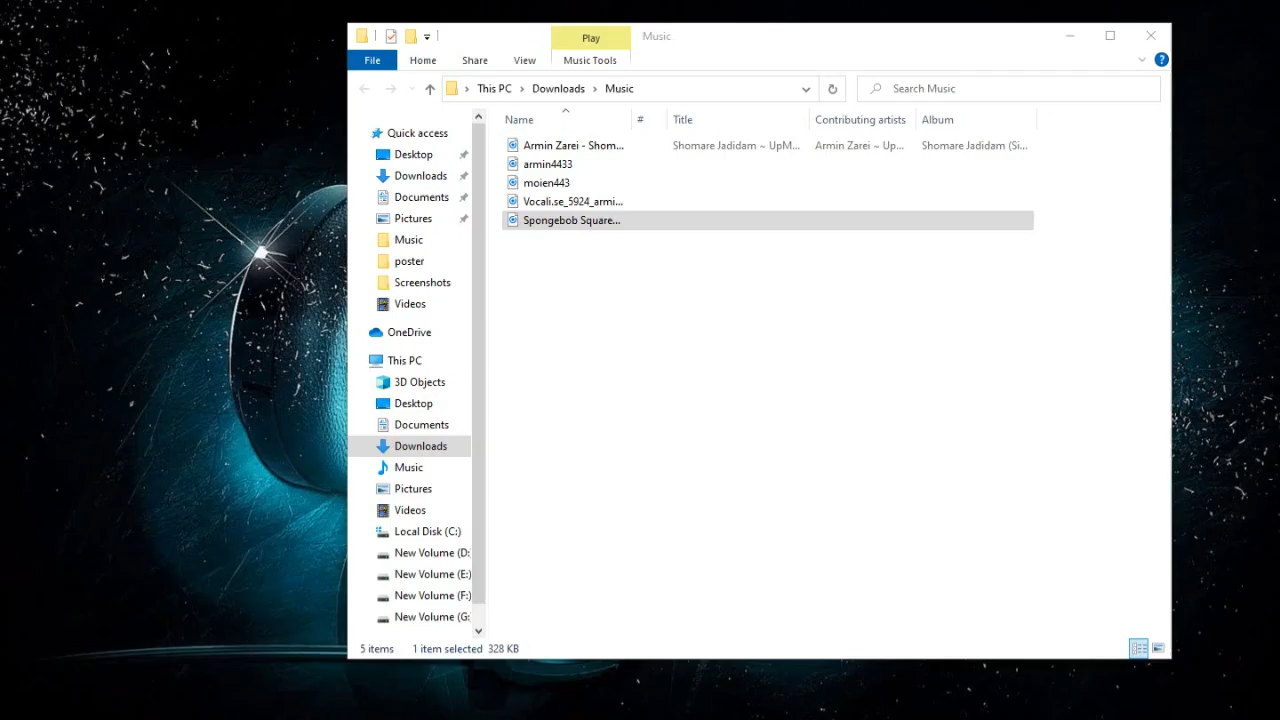 Play
Music
File
Home
Share
View
Music Tools
This PC
Downloads
Music
Search Music
Name
#
Title
Contributing artists
Album
Armin Zarei - Shom...
Shomare Jadidam ~ UpM...
Armin Zarei ~ Up...
Shomare Jadidam (Si...
armin4433
moien443
Vocali.se_5924_armi...
Spongebob Square...
Quick access
Desktop
Downloads
Documents
Pictures
Music
poster
Screenshots
Videos
OneDrive
This PC
3D Objects
Desktop
Documents
Downloads
Music
Pictures
Videos
Local Disk (C:)
New Volume (D:
New Volume (E:)
New Volume (F:)
New Volume (G:
5 items
1 item selected
328 KB